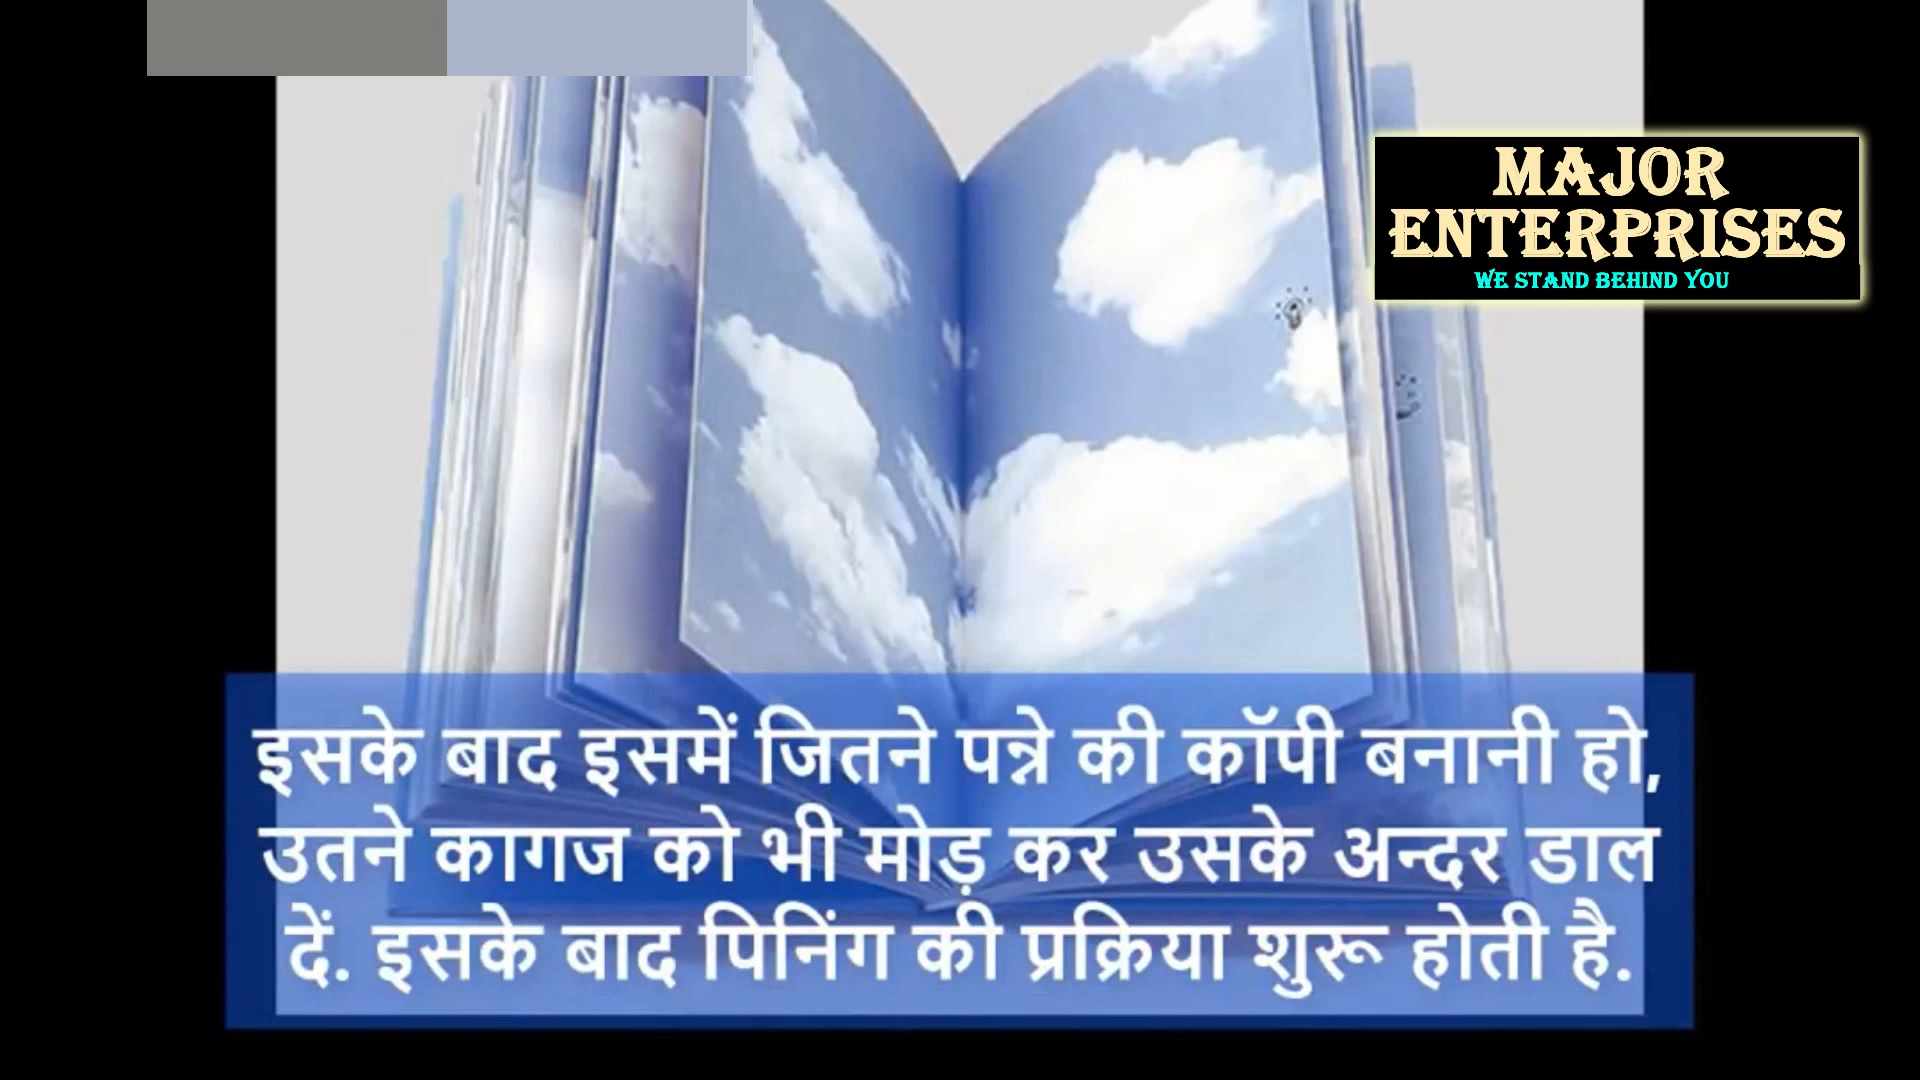 MAJOR
ENTERPRISES
WE STAND BEHIND YOU
इसके बाद इसमें जितने पन्ने की कॉपी बनानी हो,
उतने कागज को भी मोड़ कर उसके अन्दर डाल
दें. इसके बाद पिनिंग की प्रक्रिया शुरू होती है.